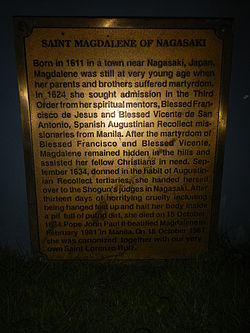 SAINT MAGDALENE OF NAGASAKI
Born in 1611 in a town near Nagasaki, Japan,
Magdalene was still at very young age when
her parents and brothers suffered martyrdom.
In 1624 she sought admission in the Third
Order from her spiritual mentors, Blessed Fran-
cisco de Jesus and Blessed Vicente de San
Antonio, Spanish Augustinian Recollect mis-
sionaries from Manila. After the martyrdom of
Blessed Francisco and Blessed Vicente,
Magdalene remained hidden in the hills and
assisted her fellow Christians in need. Sep-
tember 1634, donned in the habit of Augustin-
ian Recollect tertiaries, she handed herself
over to the Shogun's judges in Nagasaki. After
thirteen days of horrifying cruelty including
being hanged feet up and half her body inside
a pit full of putrid dirt, she died on 15 October
1634. Pope John Paul II beatified Magdalene in
February 1981 in Manila. On 18 October 1987
she was canonized together with our very
own Saint Lorenzo Ruiz.